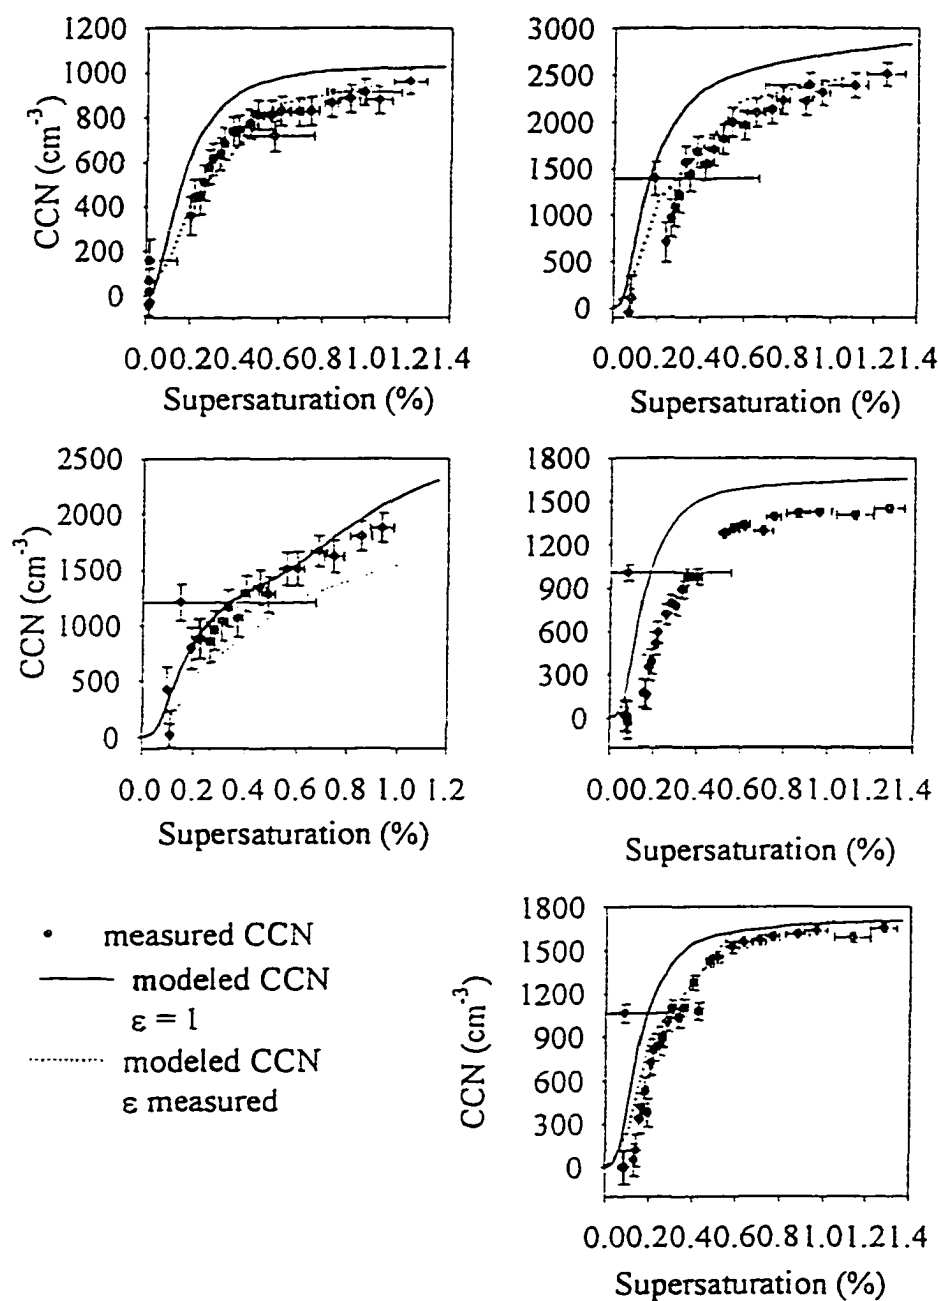 1200
1000
800
600
400
200
0
CCN (cm-3)
0.00.20.40.60.81.01.21.4
Supersaturation (%)
3000
2500
2000
1500
1000
500
0
0.00.20.40.60.81.01.21.4
Supersaturation (%)
2500
2000
1500
1000
500
0
CCN (cm-3)
0.0 0.2 0.4 0.6 0.8 1.0 1.2
Supersaturation (%)
1800
1500
1200
900
600
300
0
0.00.20.40.60.81.01.21.4
Supersaturation (%)
measured CCN
modeled CCN
ε = 1
modeled CCN
ε measured
1800
1500
1200
900
600
300
0
CCN (cm-3)
0.00.20.40.60.81.01.21.4
Supersaturation (%)